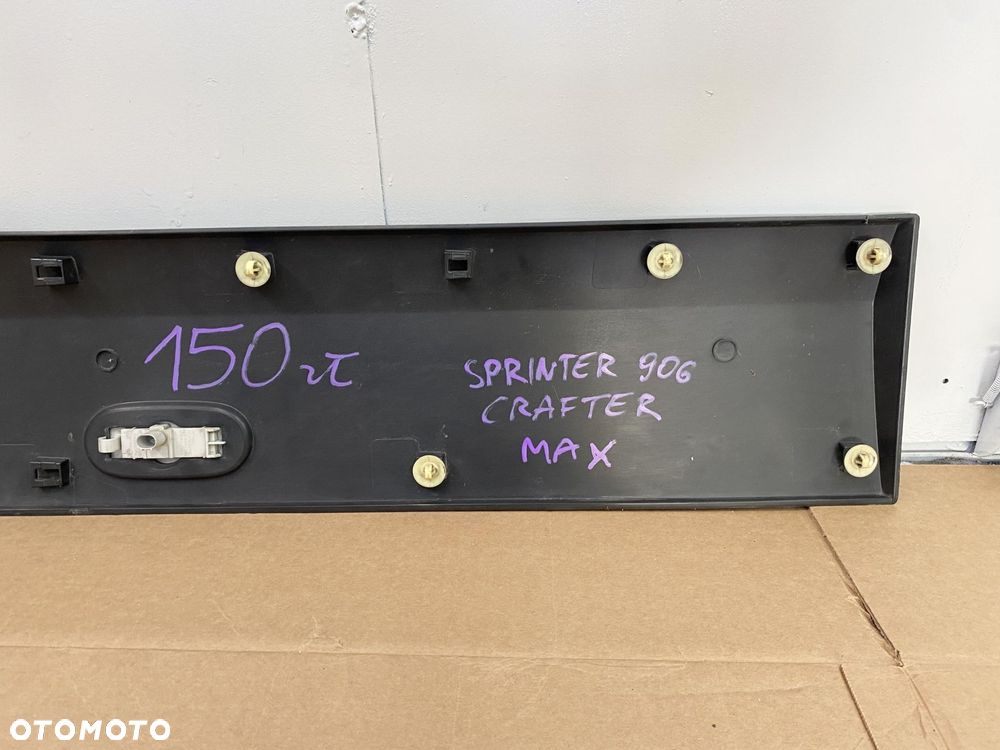 150 zł
SPRINTER 906
CRAFTER
MAX
OTOMOTO